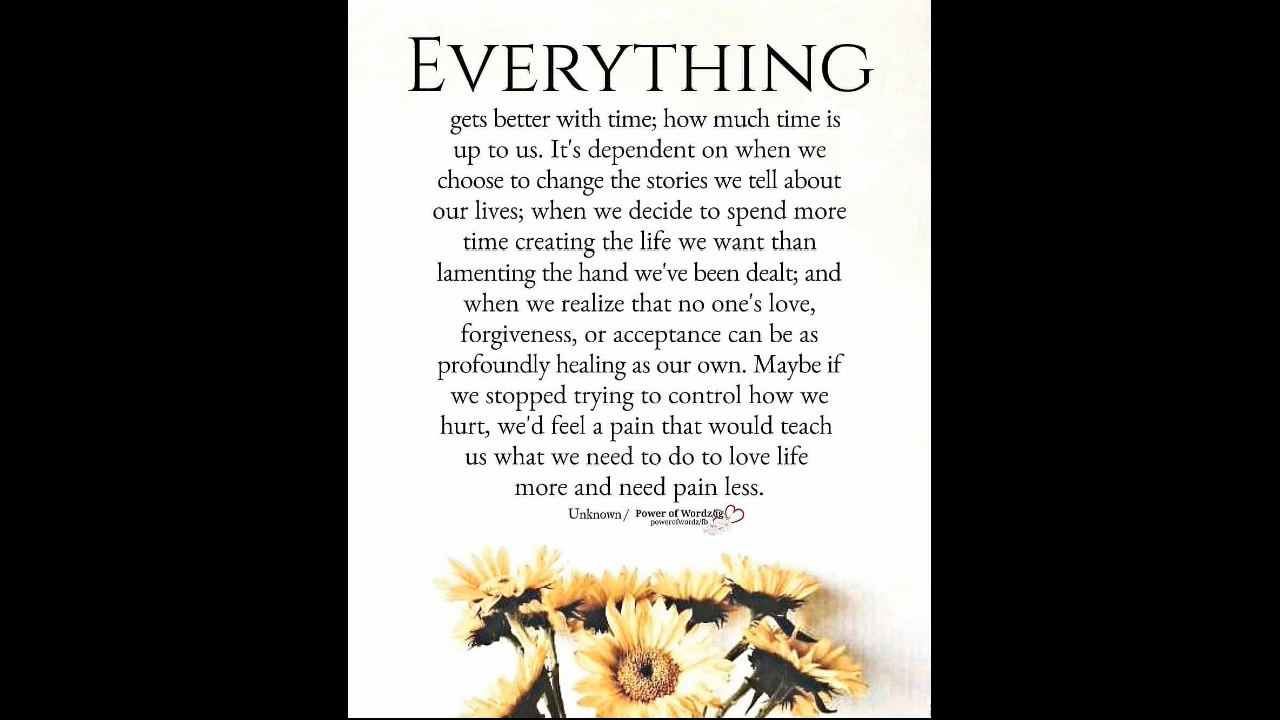 EVERYTHING
gets better with time; how much time is
up to us. It's dependent on when we
choose to change the stories we tell about
our lives; when we decide to spend more
time creating the life we want than
lamenting the hand we've been dealt; and
when we realize that no one's love,
forgiveness, or acceptance can be as
profoundly healing as our own. Maybe if
we stopped trying to control how we
hurt, we'd feel a pain that would teach
us what we need to do to love life
more and need pain less.
Unknown / Power of Wordz/ig
powerofwordz/fb